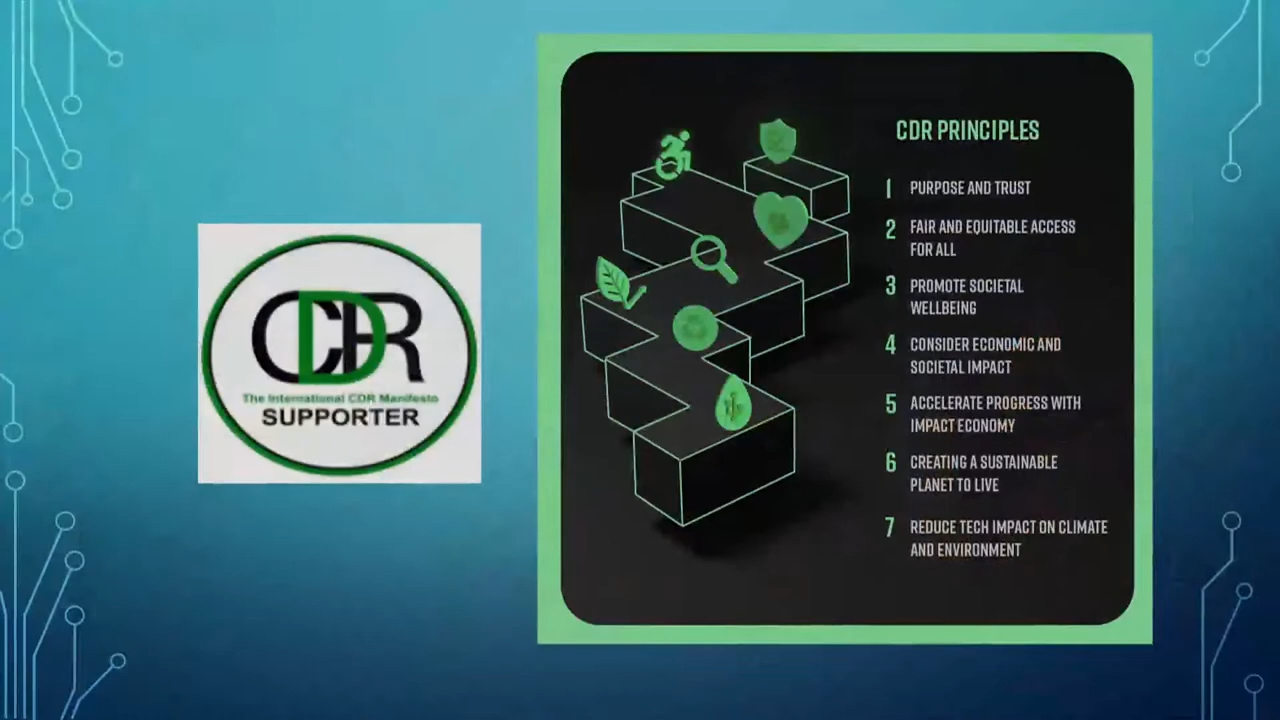 CDR
The International CDR Manifesto
SUPPORTER
CDR PRINCIPLES
1 PURPOSE AND TRUST
2 FAIR AND EQUITABLE ACCESS
FOR ALL
3 PROMOTE SOCIETAL
WELLBEING
4 CONSIDER ECONOMIC AND
SOCIETAL IMPACT
5 ACCELERATE PROGRESS WITH
IMPACT ECONOMY
6 CREATING A SUSTAINABLE
PLANET TO LIVE
7 REDUCE TECH IMPACT ON CLIMATE
AND ENVIRONMENT